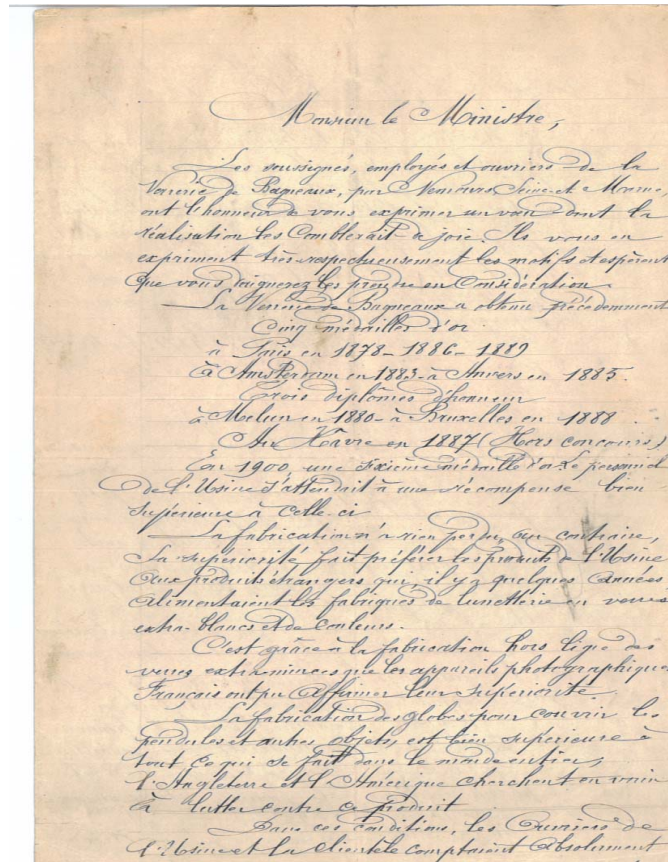 Monsieur le Ministre,
Les soussignés, employés et ouvriers de la
Verrerie de Bagneaux, par Nemours, Seine et Marne
ont l'honneur de vous exprimer un vœu dont la
réalisation les comblerait de joie. Ils vous en
expriment très-respectueusement les motifs et espèrent
que vous daignerez les prendre en Considération
La Verrerie de Bagneaux a obtenu précédemment
Cinq médailles d'or
à Paris en 1878 - 1886 - 1889
à Amsterdam en 1883 - à Anvers en 1885.
Trois diplômes d'honneur
à Melun en 1880 - à Bruxelles en 1888
Au Hâvre en 1887 (Hors concours)
En 1900, une sixième médaille d'or. Le personnel
de l'Usine s'attendait à une récompense bien
supérieure à celle-ci
La fabrication n'a rien perdu, au contraire,
sa supériorité fait préférer les produits de l'Usine
aux produits étrangers qui, il y a quelques années
alimentaient les fabriques de lunetterie en verres
extra-blancs et de couleurs.
C'est grâce à la fabrication hors ligne des
verres extra-minces que les appareils photographiques
Français ont pu affirmer leur supériorité
La fabrication des globes pour couvrir les
pendules et autres objets, est bien supérieure à
tout ce qui se fait dans le monde entier,
l'Angleterre et l'Amérique cherchent en vain
à lutter contre ce produit
Dans ces conditions, les Ouvriers de
l'Usine et la clientèle comptaient absolument